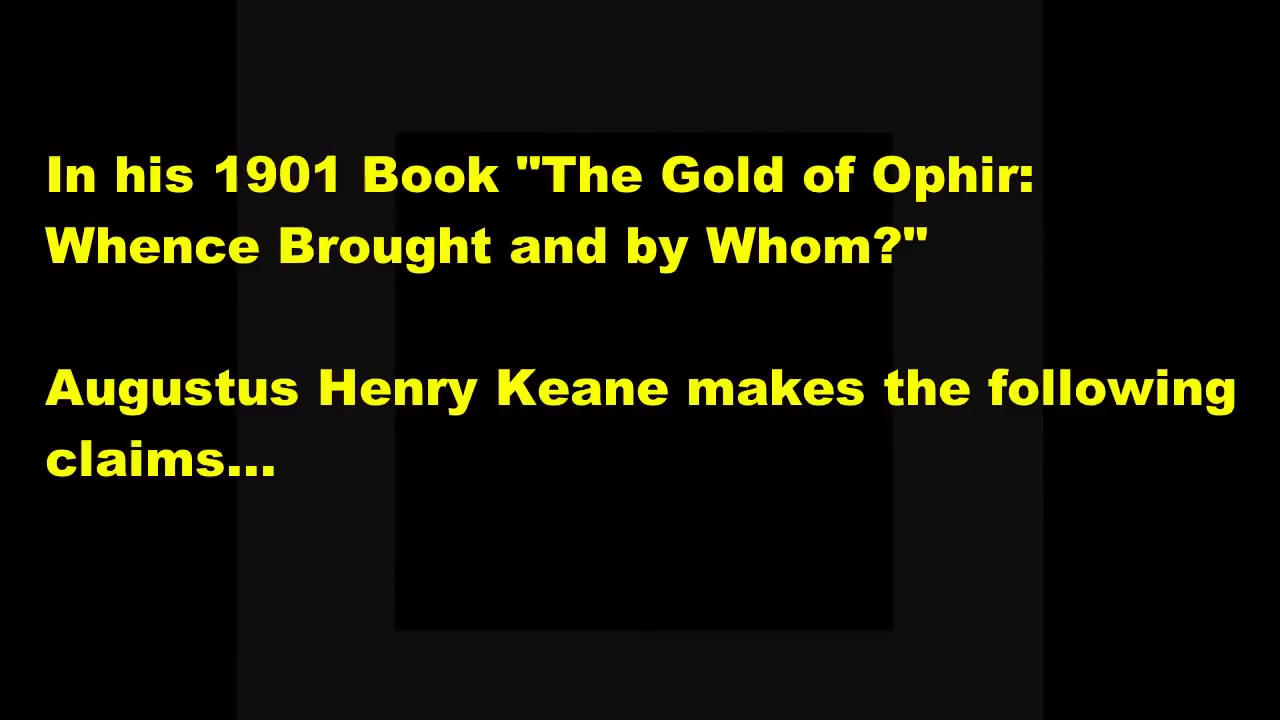 In his 1901 Book "The Gold of Ophir:
Whence Brought and by Whom?"
Augustus Henry Keane makes the following
claims...